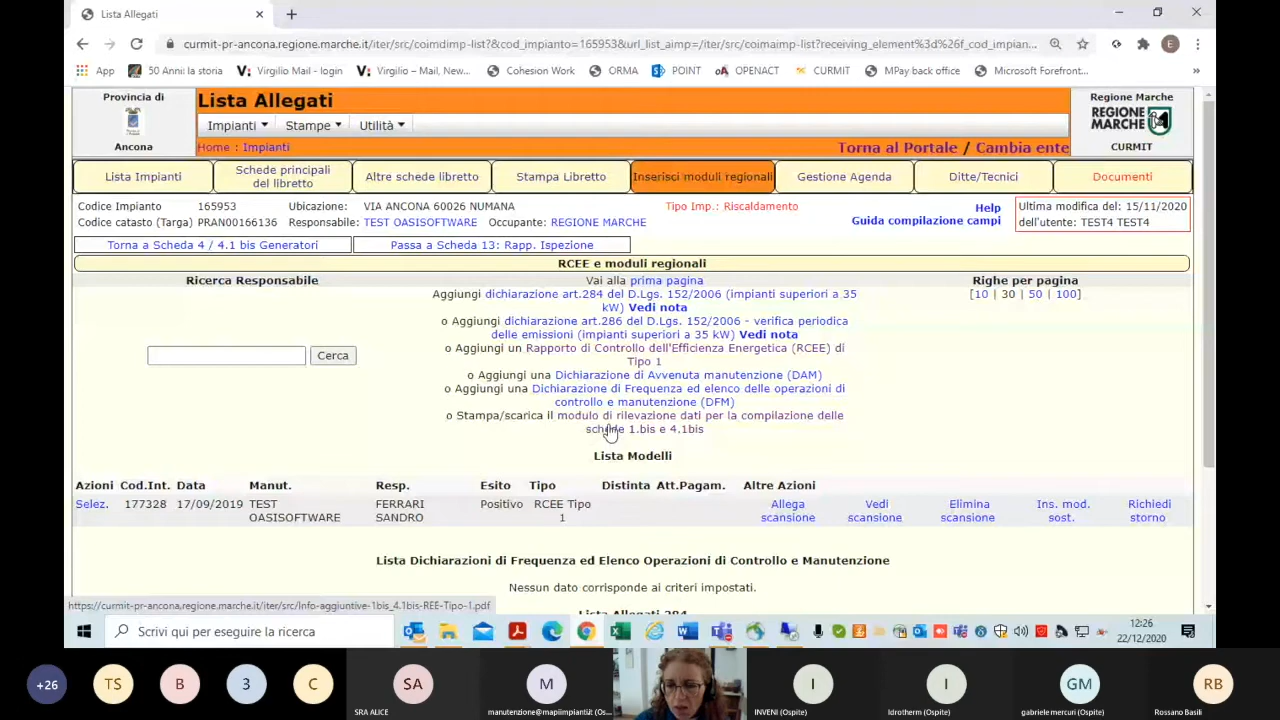 Lista Allegati
curmit-pr-ancona.regione.marche.it/iter/src/coimdimp-list?&cod_impianto=165953&url_list_aimp=/iter/src/coimaimp-list?receiving_element%3d%26f_cod_impian...
E
App
50 Annii: la storia
Virgilio Mail - login
Virgilio – Mail, New...
Cohesion Work
ORMA
POINT
OPENACT
CURMIT
MPay back office
Microsoft Forefront...
»
Provincia di
Ancona
Lista Allegati
Impianti
Stampe
Utilità
Home : Impianti
Torna al Portale / Cambia ente
Regione Marche
REGIONE
MARCHE
CURMIT
Lista Impianti
Schede principali
del libretto
Altre schede libretto
Stampa Libretto
Inserisci moduli regionali
Gestione Agenda
Ditte/Tecnici
Documenti
Codice Impianto 165953 Ubicazione: VIA ANCONA 60026 NUMANA Tipo Imp.: Riscaldamento Help
Codice catasto (Targa) PRAN00166136 Responsabile: TEST OASISOFTWARE Occupante: REGIONE MARCHE Guida compilazione campi
Ultima modifica del: 15/11/2020
dell'utente: TEST4 TEST4
Torna a Scheda 4 / 4.1 bis Generatori
Passa a Scheda 13: Rapp. Ispezione
RCEE e moduli regionali
Ricerca Responsabile
Cerca
Vai alla prima pagina
Aggiungi dichiarazione art.284 del D.Lgs. 152/2006 (impianti superiori a 35
kW) Vedi nota
o Aggiungi dichiarazione art.286 del D.Lgs. 152/2006 - verifica periodica
delle emissioni (impianti superiori a 35 kW) Vedi nota
o Aggiungi un Rapporto di Controllo dell'Efficienza Energetica (RCEE) di
Tipo 1
o Aggiungi una Dichiarazione di Avvenuta manutenzione (DAM)
o Aggiungi una Dichiarazione di Frequenza ed elenco delle operazioni di
controllo e manutenzione (DFM)
o Stampa/scarica il modulo di rilevazione dati per la compilazione delle
schede 1.bis e 4.1bis
Righe per pagina
[10 | 30 | 50 | 100]
Lista Modelli
Azioni Cod.Int. Data Manut. Resp. Esito Tipo Distinta Att.Pagam. Altre Azioni
Selez. 177328 17/09/2019 TEST FERRARI Positivo RCEE Tipo Allega Vedi Elimina Ins. mod. Richiedi
OASISOFTWARE SANDRO 1 scansione scansione scansione sost. storno
Lista Dichiarazioni di Frequenza ed Elenco Operazioni di Controllo e Manutenzione
Nessun dato corrisponde ai criteri impostati.
Lista Allegati 284
https://curmit-pr-ancona.regione.marche.it/iter/src/Info-aggiuntive-1bis_4.1bis-REE-Tipo-1.pdf
Scrivi qui per eseguire la ricerca
12:26
22/12/2020
+26
TS
B
3
C
SA
SRA ALICE
M
manutenzione@mapiimpianti.it (Os...
I
INVENI (Ospite)
I
Idrotherm (Ospite)
GM
gabriele mercuri (Ospite)
RB
Rossano Basili